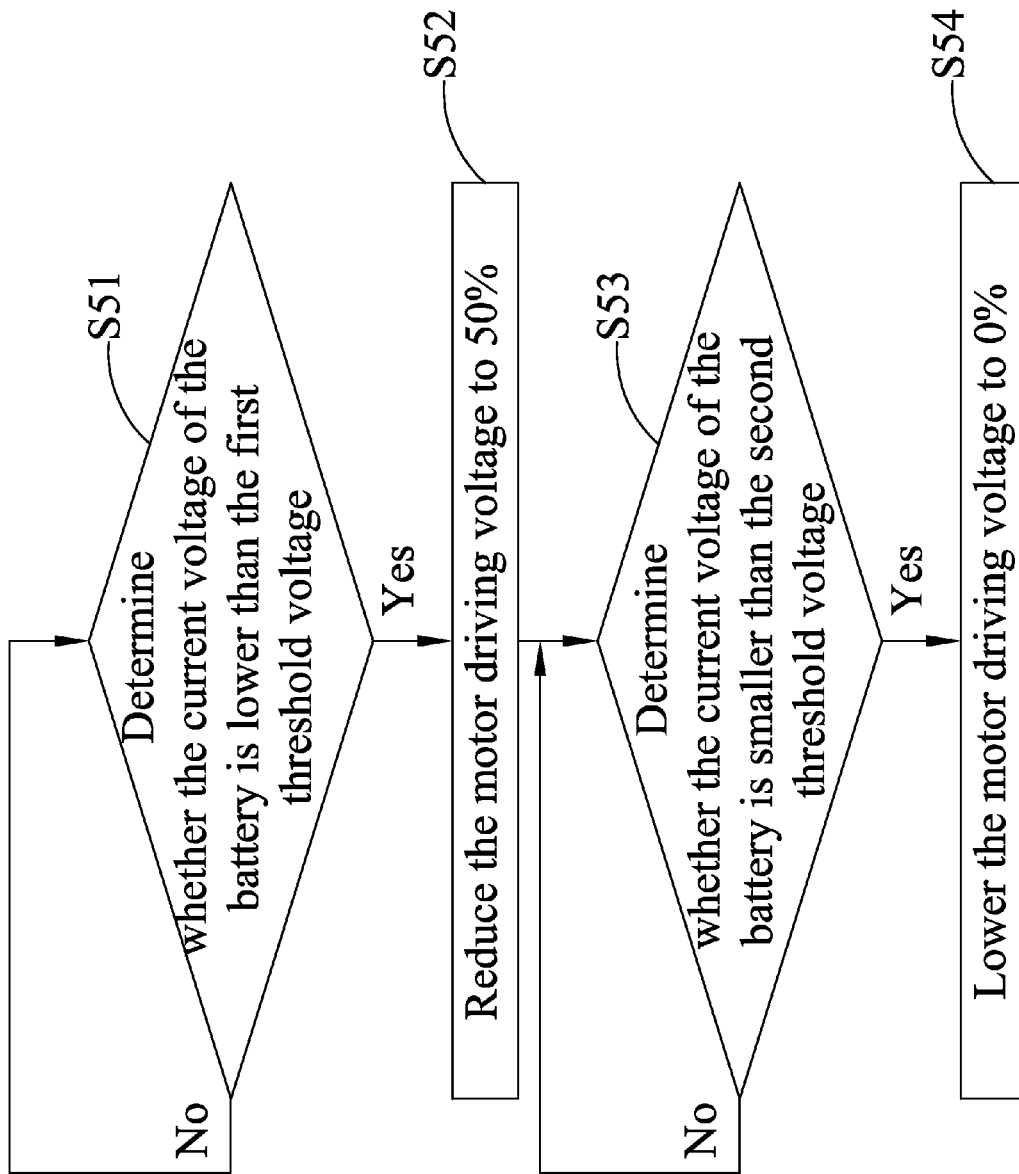 S51
Determine
whether the current voltage of the
battery is lower than the first
threshold voltage
No
Yes
S52
Reduce the motor driving voltage to 50%
S53
Determine
whether the current voltage of the
battery is smaller than the second
threshold voltage
No
Yes
S54
Lower the motor driving voltage to 0%